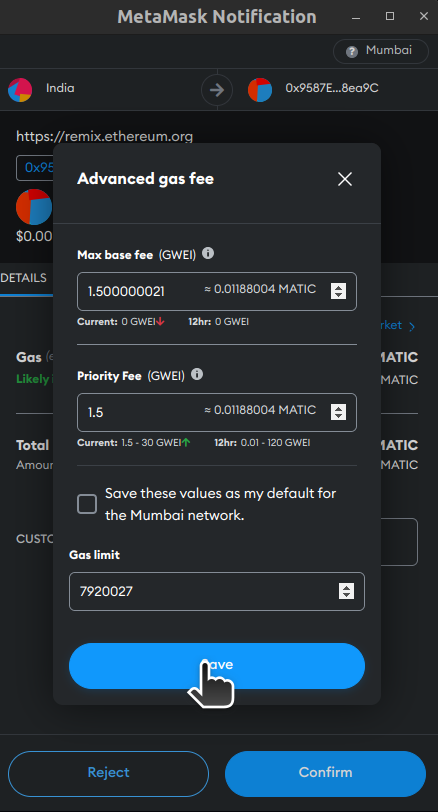 MetaMask Notification
Mumbai
India
0x9587E...8ea9C
https://remix.ethereum.org
0x95
Advanced gas fee
$0.00
Max base fee (GWEI)
1.500000021 ≈ 0.01188004 MATIC
DETAILS
Current: 0 GWEI 12hr: 0 GWEI
rket >
Gas (e
MATIC
Priority Fee (GWEI)
Likely i
MATIC
1.5 ≈ 0.01188004 MATIC
Current: 1.5 - 30 GWEI 12hr: 0.01 - 120 GWEI
Total
MATIC
Amour
MATIC
Save these values as my default for
the Mumbai network.
CUSTO
Gas limit
7920027
ave
Reject
Confirm